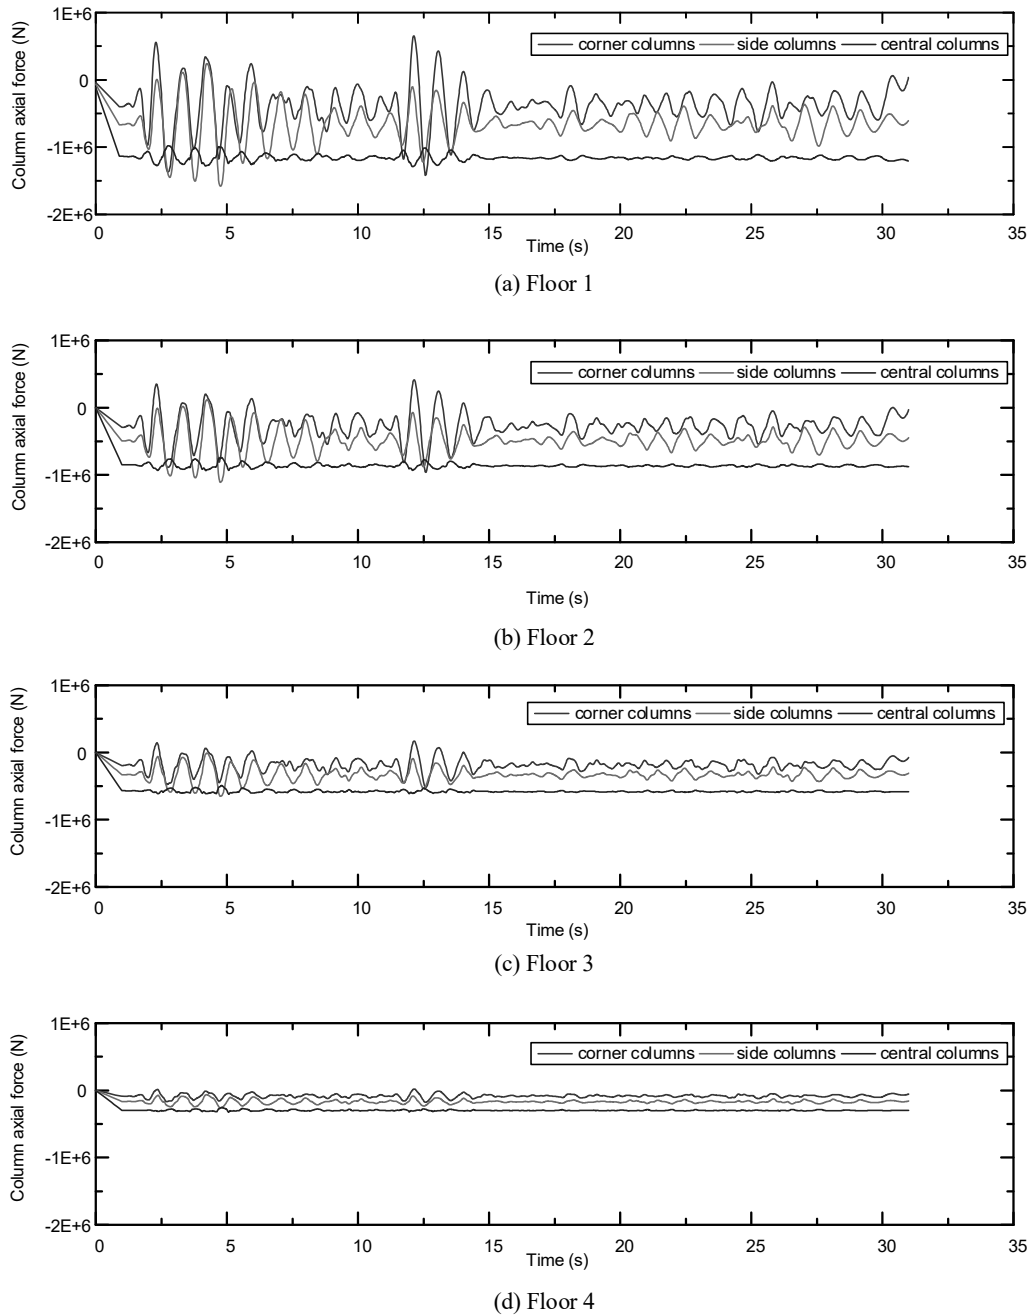 1E+6
corner columns side columns central columns
0
-1E+6
-2E+6
Column axial force (N)
0 5 10 15 20 25 30 35
Time (s)
(a) Floor 1
1E+6
corner columns side columns central columns
0
-1E+6
-2E+6
Column axial force (N)
0 5 10 15 20 25 30 35
Time (s)
(b) Floor 2
1E+6
corner columns side columns central columns
0
-1E+6
-2E+6
Column axial force (N)
0 5 10 15 20 25 30 35
Time (s)
(c) Floor 3
1E+6
corner columns side columns central columns
0
-1E+6
-2E+6
Column axial force (N)
0 5 10 15 20 25 30 35
Time (s)
(d) Floor 4